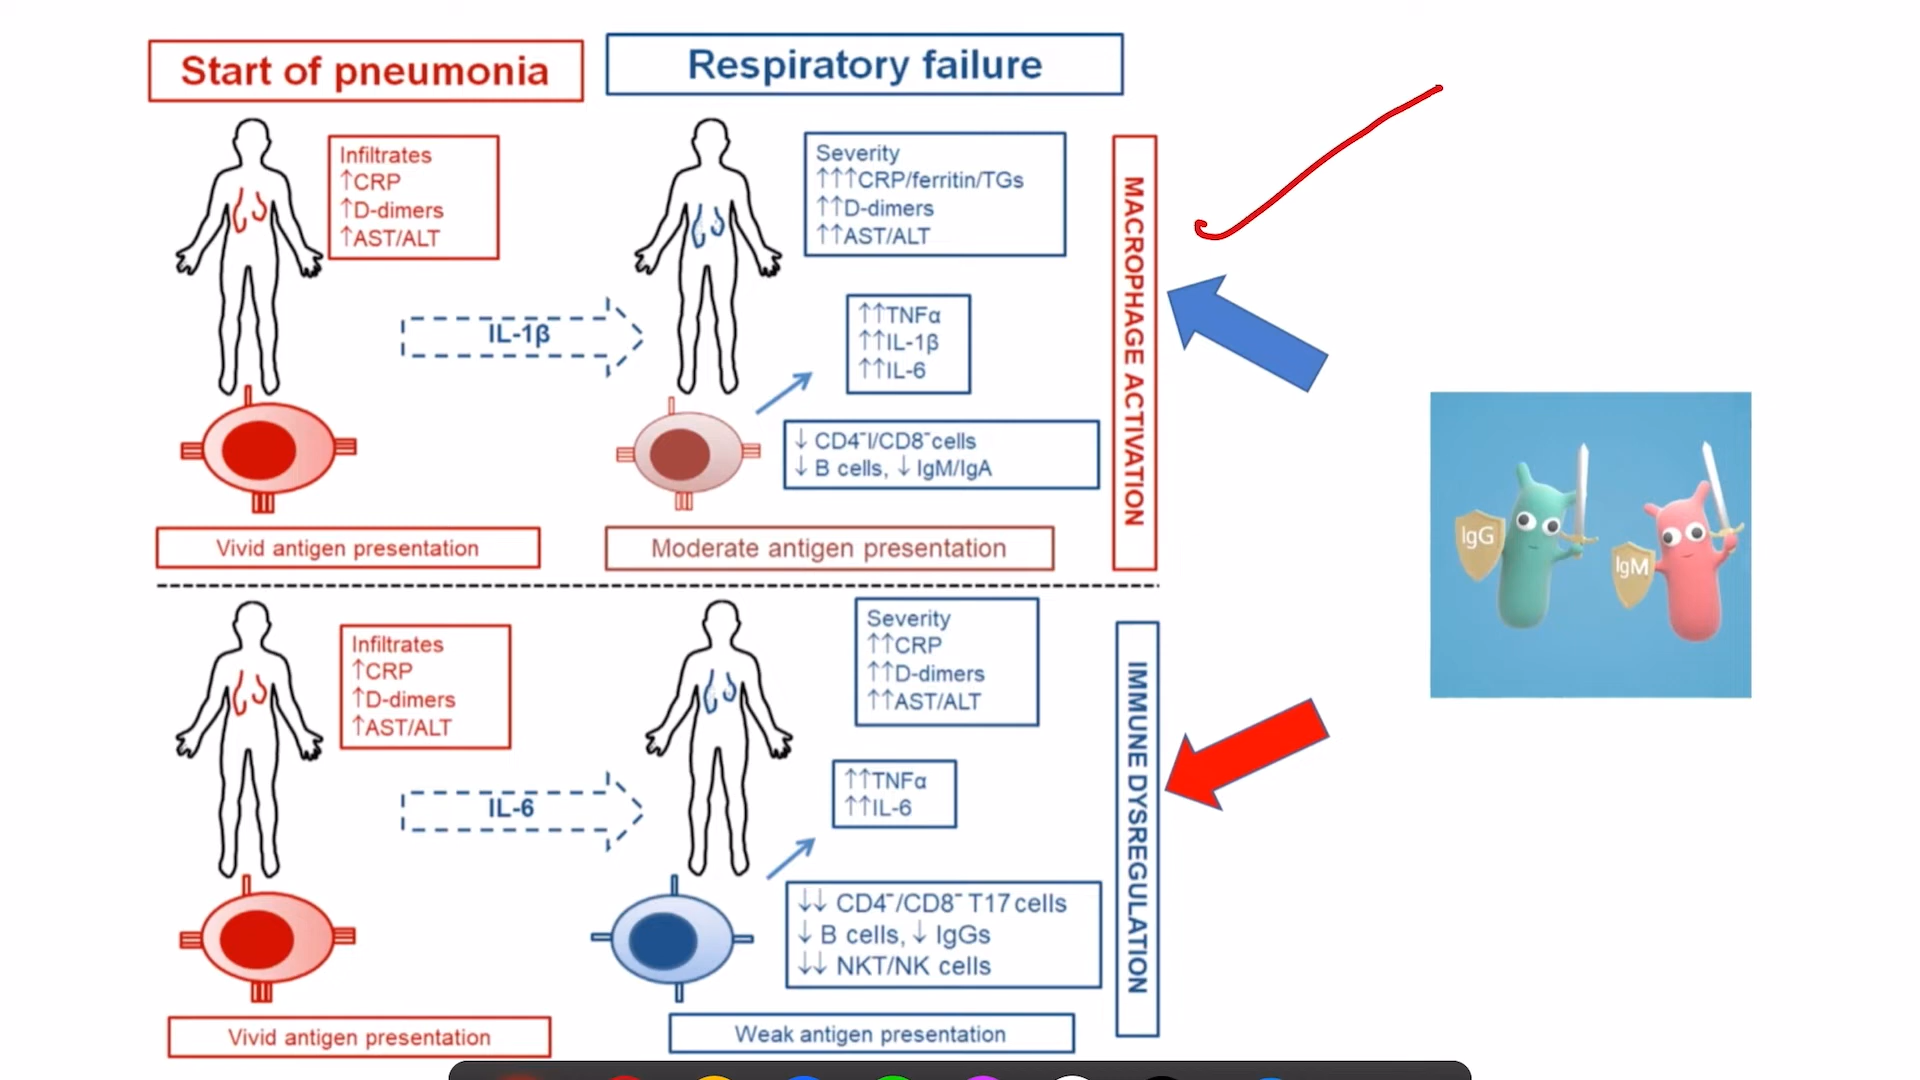 Start of pneumonia
Respiratory failure
Infiltrates
↑CRP
↑D-dimers
↑AST/ALT
Severity
↑↑↑CRP/ferritin/TGs
↑↑D-dimers
↑↑AST/ALT
IL-1β
↑↑TNFα
↑↑IL-1β
↑↑IL-6
↓ CD4⁻I/CD8⁻cells
↓ B cells, ↓ IgM/IgA
MACROPHAGE ACTIVATION
Vivid antigen presentation
Moderate antigen presentation
IgG
IgM
Infiltrates
↑CRP
↑D-dimers
↑AST/ALT
Severity
↑↑CRP
↑↑D-dimers
↑↑AST/ALT
IL-6
↑↑TNFα
↑↑IL-6
↓↓ CD4⁻/CD8⁻ T17 cells
↓ B cells, ↓ IgGs
↓↓ NKT/NK cells
IMMUNE DYSREGULATION
Vivid antigen presentation
Weak antigen presentation